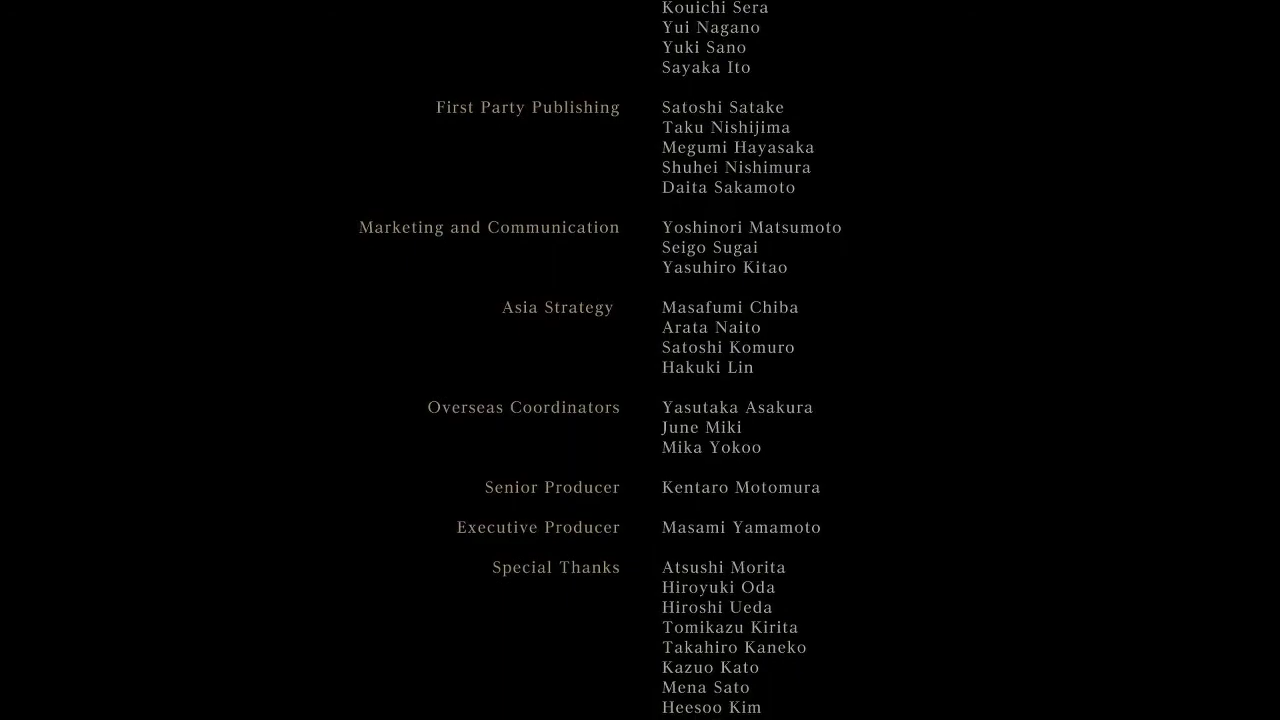 Kouichi Sera
Yui Nagano
Yuki Sano
Sayaka Ito
First Party Publishing Satoshi Satake
Taku Nishijima
Megumi Hayasaka
Shuhei Nishimura
Daita Sakamoto
Marketing and Communication Yoshinori Matsumoto
Seigo Sugai
Yasuhiro Kitao
Asia Strategy Masafumi Chiba
Arata Naito
Satoshi Komuro
Hakuki Lin
Overseas Coordinators Yasutaka Asakura
June Miki
Mika Yokoo
Senior Producer Kentaro Motomura
Executive Producer Masami Yamamoto
Special Thanks Atsushi Morita
Hiroyuki Oda
Hiroshi Ueda
Tomikazu Kirita
Takahiro Kaneko
Kazuo Kato
Mena Sato
Heesoo Kim